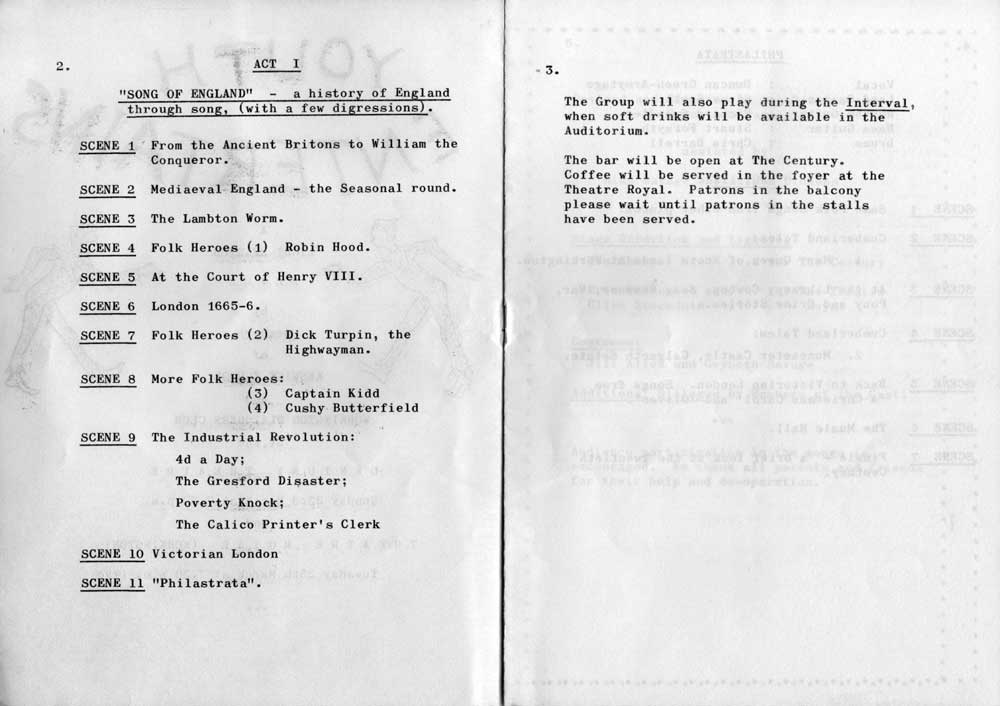 2.
ACT I
"SONG OF ENGLAND" - a history of England
through song, (with a few digressions).
SCENE 1 From the Ancient Britons to William the
Conqueror.
SCENE 2 Mediaeval England - the Seasonal round.
SCENE 3 The Lambton Worm.
SCENE 4 Folk Heroes (1) Robin Hood.
SCENE 5 At the Court of Henry VIII.
SCENE 6 London 1665-6.
SCENE 7 Folk Heroes (2) Dick Turpin, the
Highwayman.
SCENE 8 More Folk Heroes:
(3) Captain Kidd
(4) Cushy Butterfield
SCENE 9 The Industrial Revolution:
4d a Day;
The Gresford Disaster;
Poverty Knock;
The Calico Printer's Clerk
SCENE 10 Victorian London
SCENE 11 "Philastrata".
3.
The Group will also play during the Interval,
when soft drinks will be available in the
Auditorium.
The bar will be open at The Century.
Coffee will be served in the foyer at the
Theatre Royal. Patrons in the balcony
please wait until patrons in the stalls
have been served.